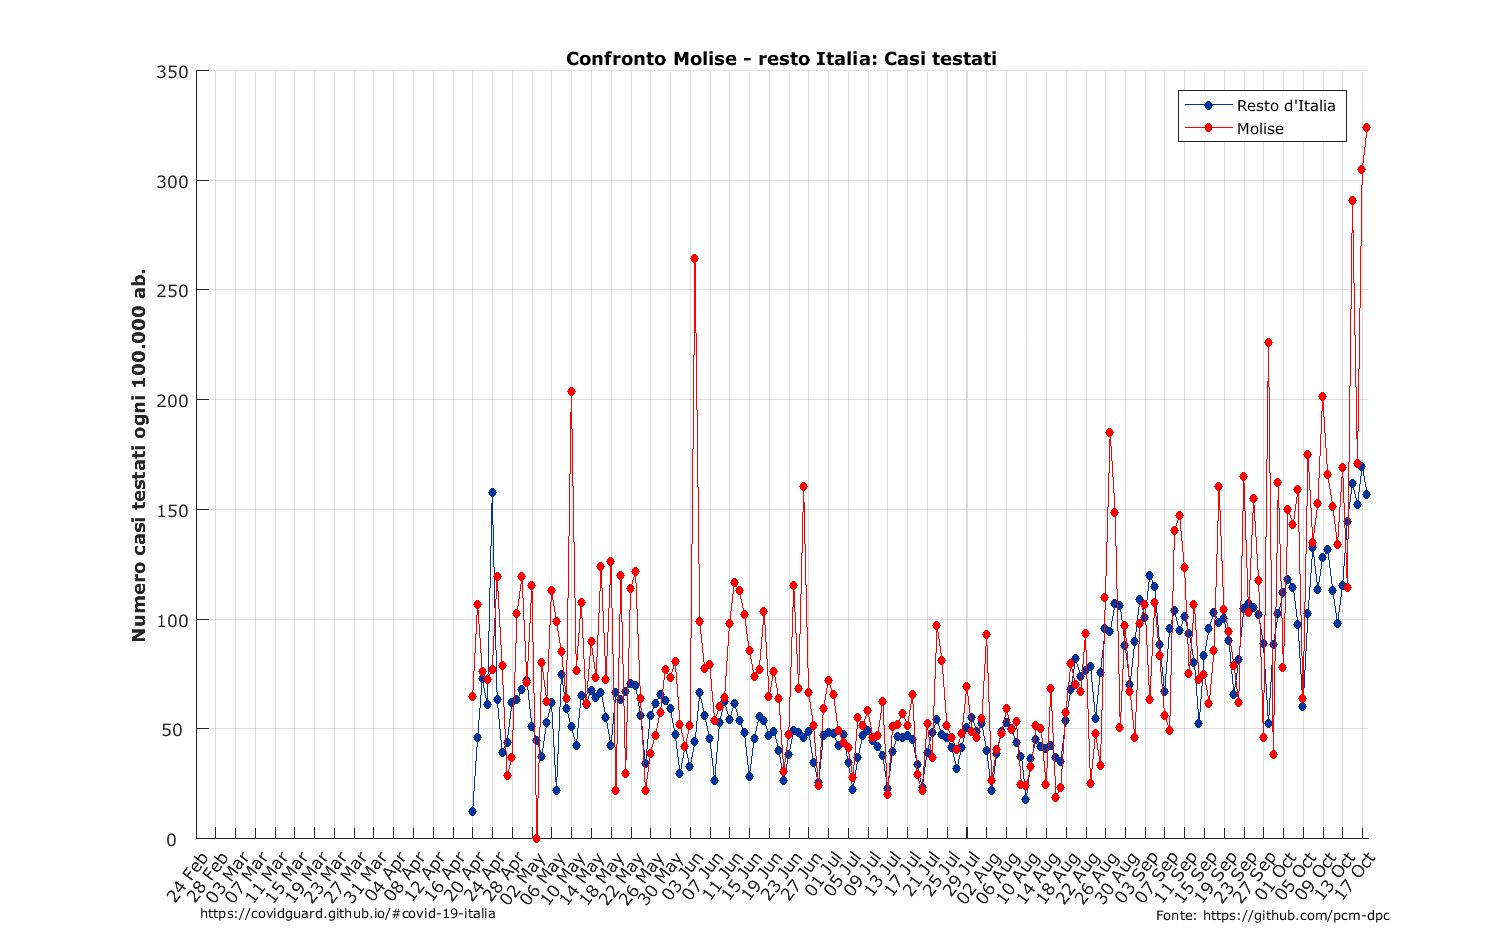 Confronto Molise - resto Italia: Casi testati
Resto d'Italia
Molise
Numero casi testati ogni 100.000 ab.
350
300
250
200
150
100
50
0
24 Feb
28 Feb
03 Mar
07 Mar
11 Mar
15 Mar
19 Mar
23 Mar
27 Mar
31 Mar
04 Apr
08 Apr
12 Apr
16 Apr
20 Apr
24 Apr
28 Apr
02 May
06 May
10 May
14 May
18 May
22 May
26 May
30 May
03 Jun
07 Jun
11 Jun
15 Jun
19 Jun
23 Jun
27 Jun
01 Jul
05 Jul
09 Jul
13 Jul
17 Jul
21 Jul
25 Jul
29 Jul
02 Aug
06 Aug
10 Aug
14 Aug
18 Aug
22 Aug
26 Aug
30 Aug
03 Sep
07 Sep
11 Sep
15 Sep
19 Sep
23 Sep
27 Sep
01 Oct
05 Oct
09 Oct
13 Oct
17 Oct
https://covidguard.github.io/#covid-19-italia
Fonte: https://github.com/pcm-dpc